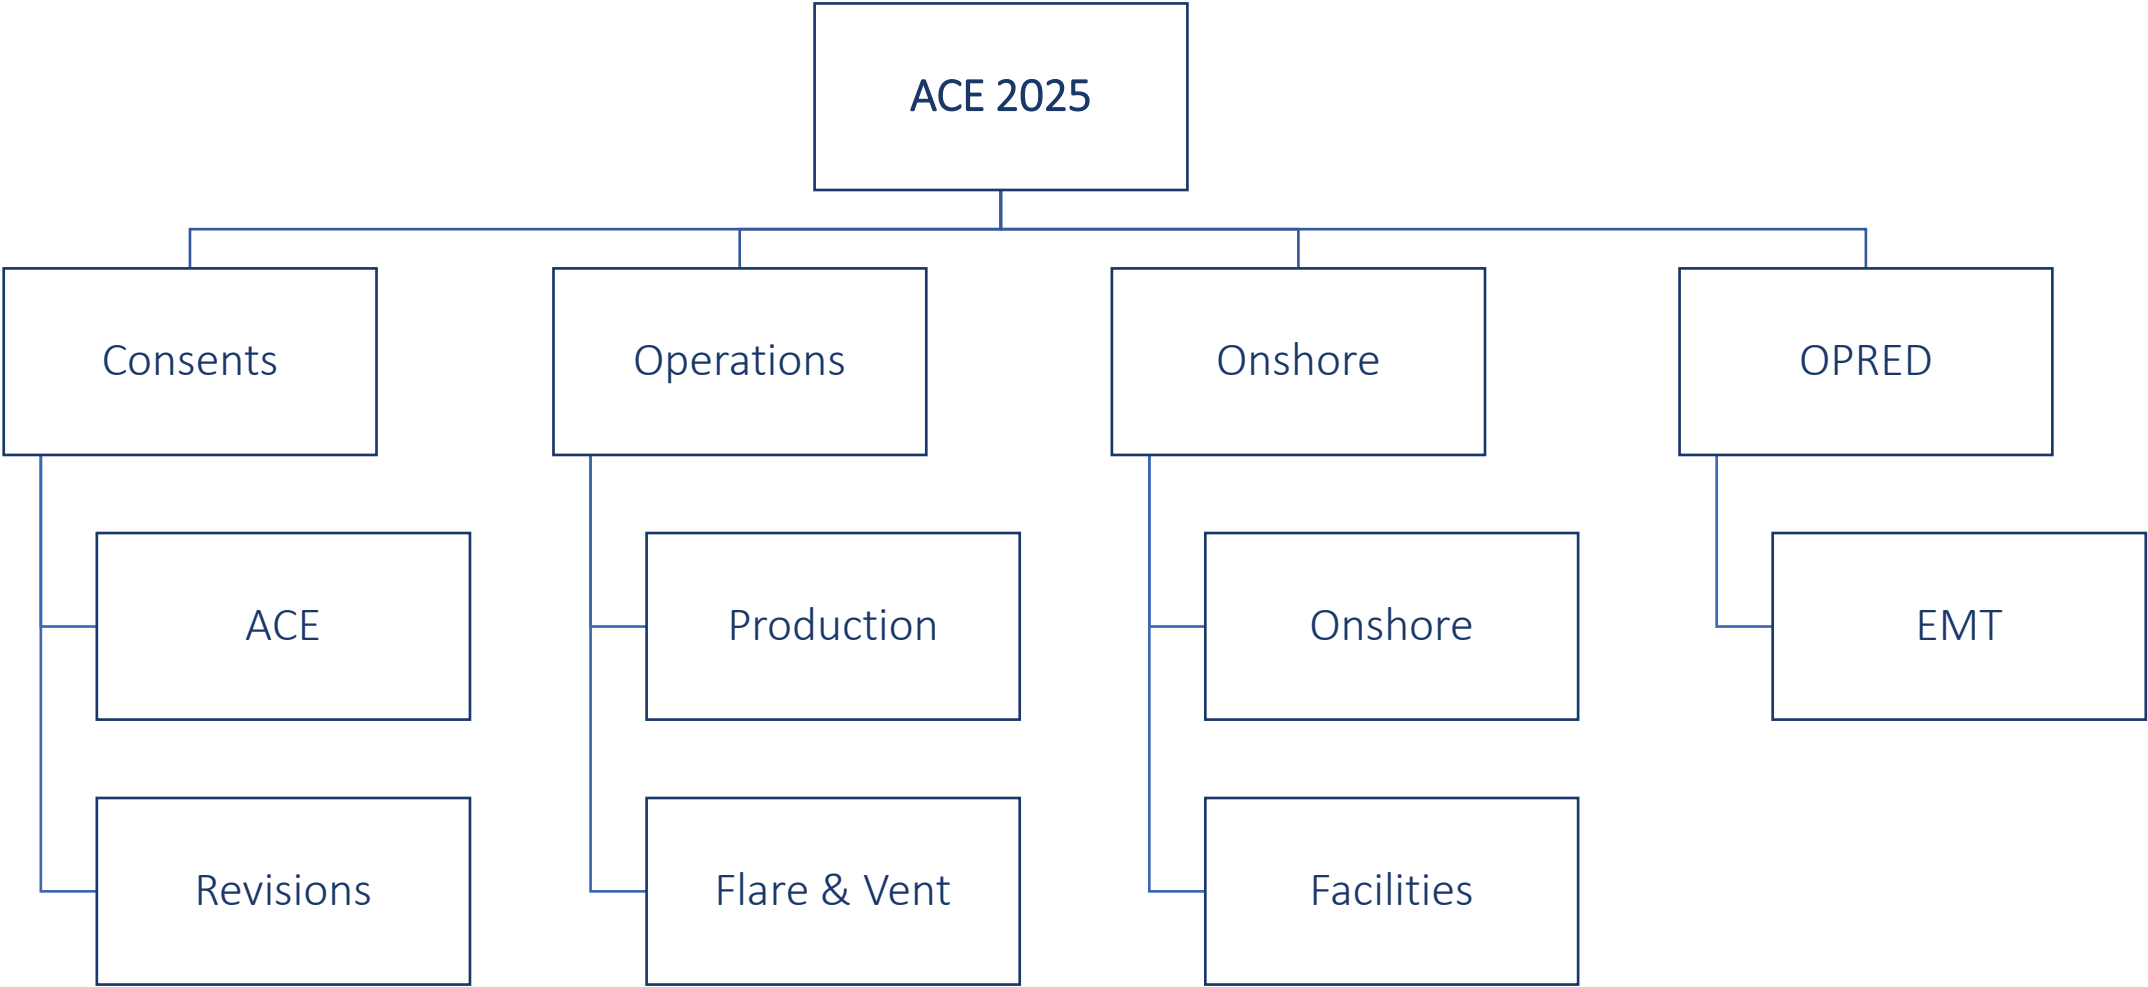 ACE 2025
Consents
Operations
Onshore
OPRED
ACE
Production
Onshore
EMT
Revisions
Flare & Vent
Facilities